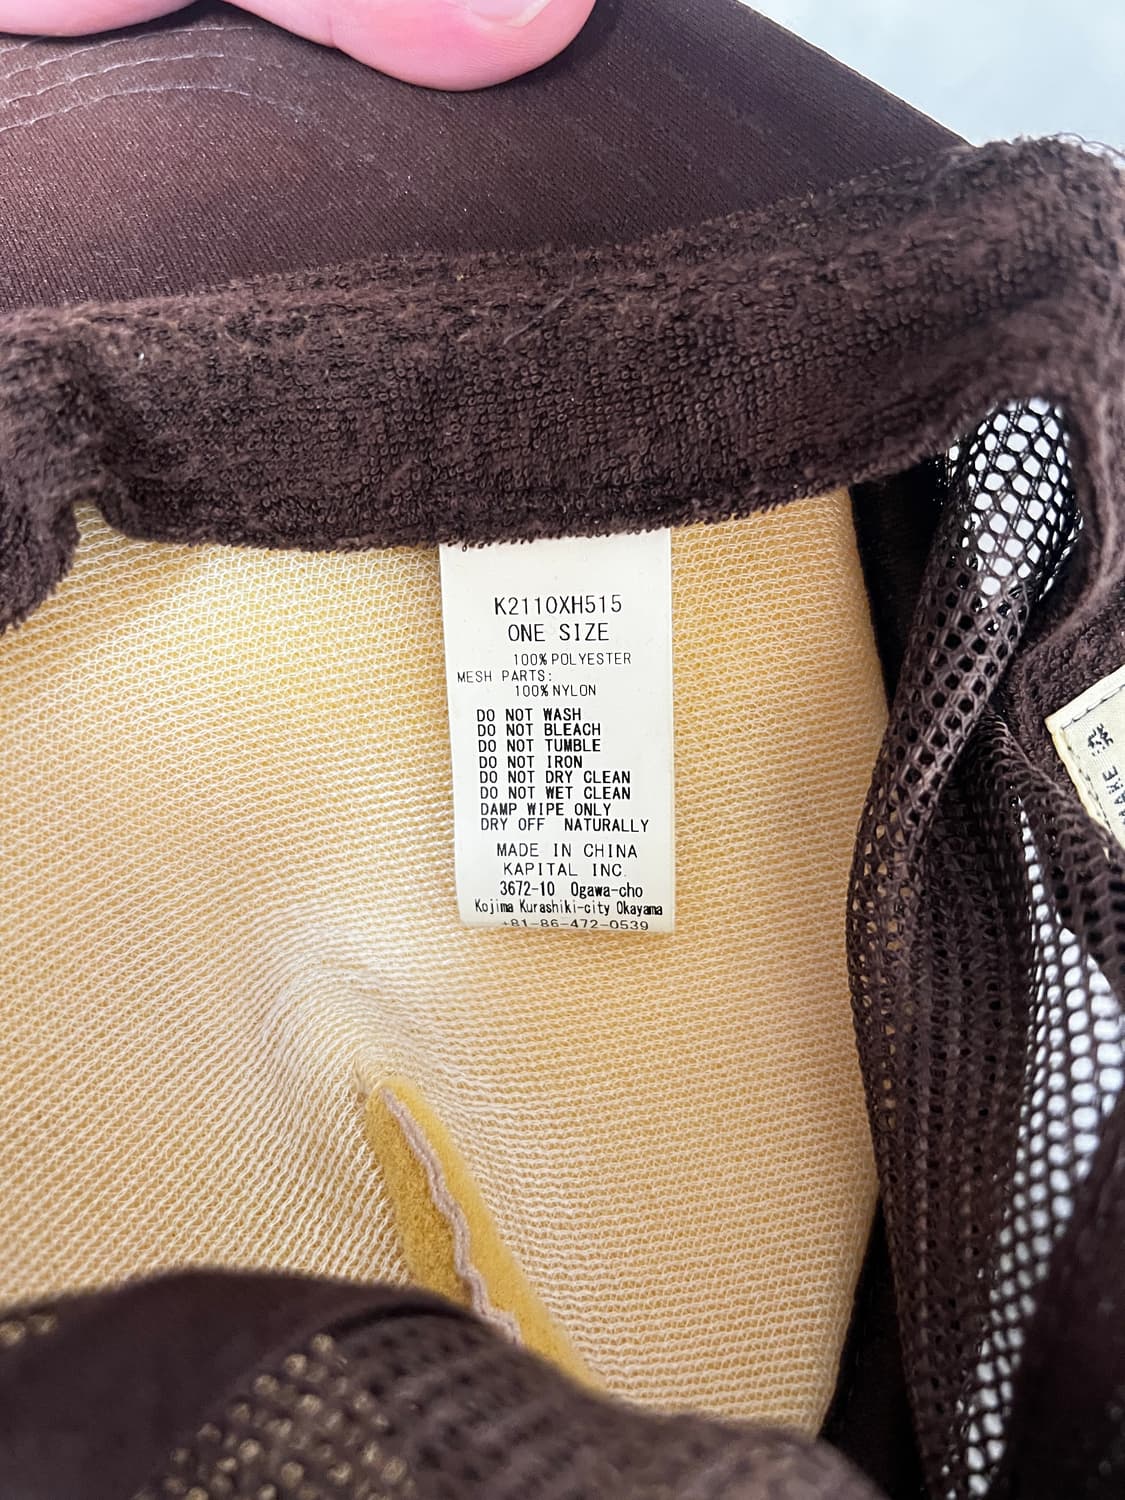 K2110XH515
ONE SIZE
100% POLYESTER
MESH PARTS:
100% NYLON
DO NOT WASH
DO NOT BLEACH
DO NOT TUMBLE
DO NOT IRON
DO NOT DRY CLEAN
DO NOT WET CLEAN
DAMP WIPE ONLY
DRY OFF NATURALLY
MADE IN CHINA
KAPITAL INC.
3672-10 Ogawa-cho
Kojima Kurashiki-city Okayama
+81-86-472-0539